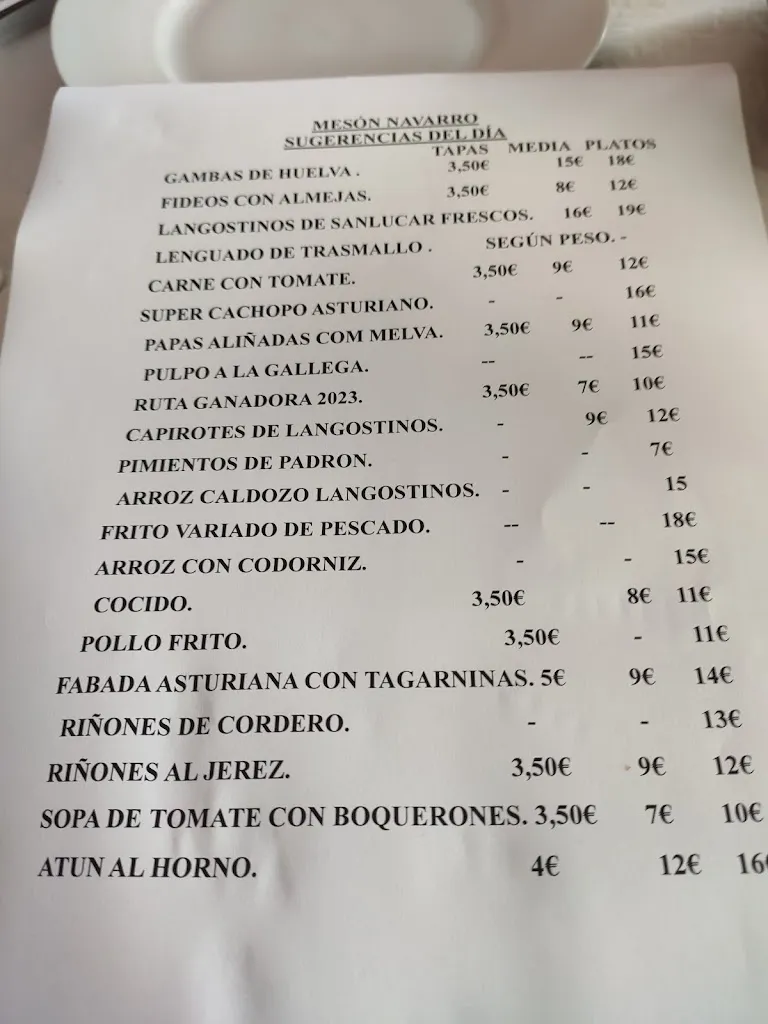 MESÓN NAVARRO
SUGERENCIAS DEL DÍA
TAPAS MEDIA PLATOS
GAMBAS DE HUELVA . 3,50€ 15€ 18€
FIDEOS CON ALMEJAS. 3,50€ 8€ 12€
LANGOSTINOS DE SANLUCAR FRESCOS. 16€ 19€
LENGUADO DE TRASMALLO . SEGÚN PESO. -
CARNE CON TOMATE. 3,50€ 9€ 12€
SUPER CACHOPO ASTURIANO. - - 16€
PAPAS ALIÑADAS COM MELVA. 3,50€ 9€ 11€
PULPO A LA GALLEGA. -- -- 15€
RUTA GANADORA 2023. 3,50€ 7€ 10€
CAPIROTES DE LANGOSTINOS. - 9€ 12€
PIMIENTOS DE PADRON. - - 7€
ARROZ CALDOZO LANGOSTINOS. - - 15
FRITO VARIADO DE PESCADO. -- -- 18€
ARROZ CON CODORNIZ. - - 15€
COCIDO. 3,50€ 8€ 11€
POLLO FRITO. 3,50€ - 11€
FABADA ASTURIANA CON TAGARNINAS. 5€ 9€ 14€
RIÑONES DE CORDERO. - - 13€
RIÑONES AL JEREZ. 3,50€ 9€ 12€
SOPA DE TOMATE CON BOQUERONES. 3,50€ 7€ 10€
ATUN AL HORNO. 4€ 12€ 16€